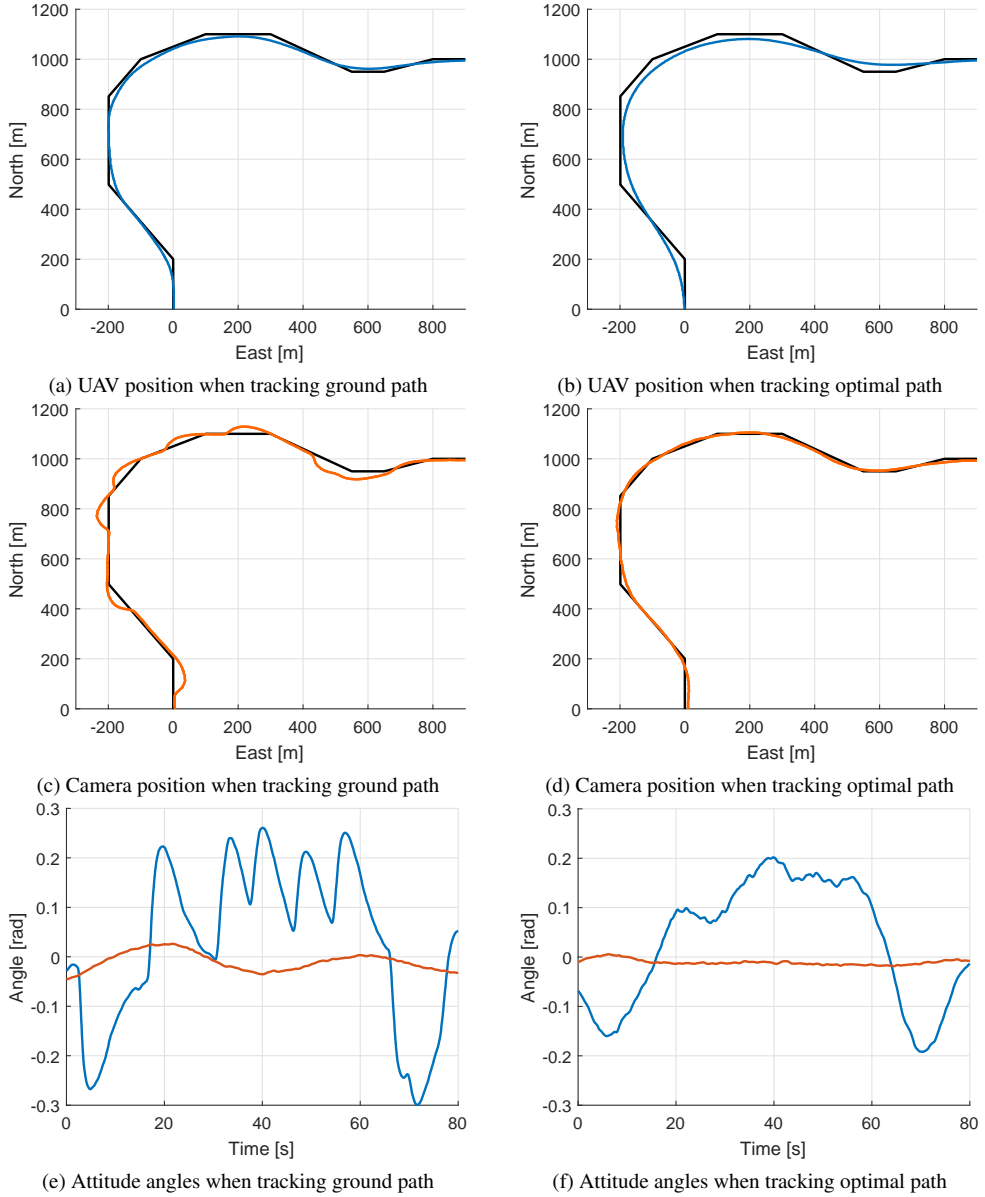 1200
1000
800
600
400
200
0
North [m]
-200 0 200 400 600 800
East [m]
(a) UAV position when tracking ground path
1200
1000
800
600
400
200
0
North [m]
-200 0 200 400 600 800
East [m]
(b) UAV position when tracking optimal path
1200
1000
800
600
400
200
0
North [m]
-200 0 200 400 600 800
East [m]
(c) Camera position when tracking ground path
1200
1000
800
600
400
200
0
North [m]
-200 0 200 400 600 800
East [m]
(d) Camera position when tracking optimal path
0.3
0.2
0.1
0
-0.1
-0.2
-0.3
Angle [rad]
0 20 40 60 80
Time [s]
(e) Attitude angles when tracking ground path
0.3
0.2
0.1
0
-0.1
-0.2
-0.3
Angle [rad]
0 20 40 60 80
Time [s]
(f) Attitude angles when tracking optimal path